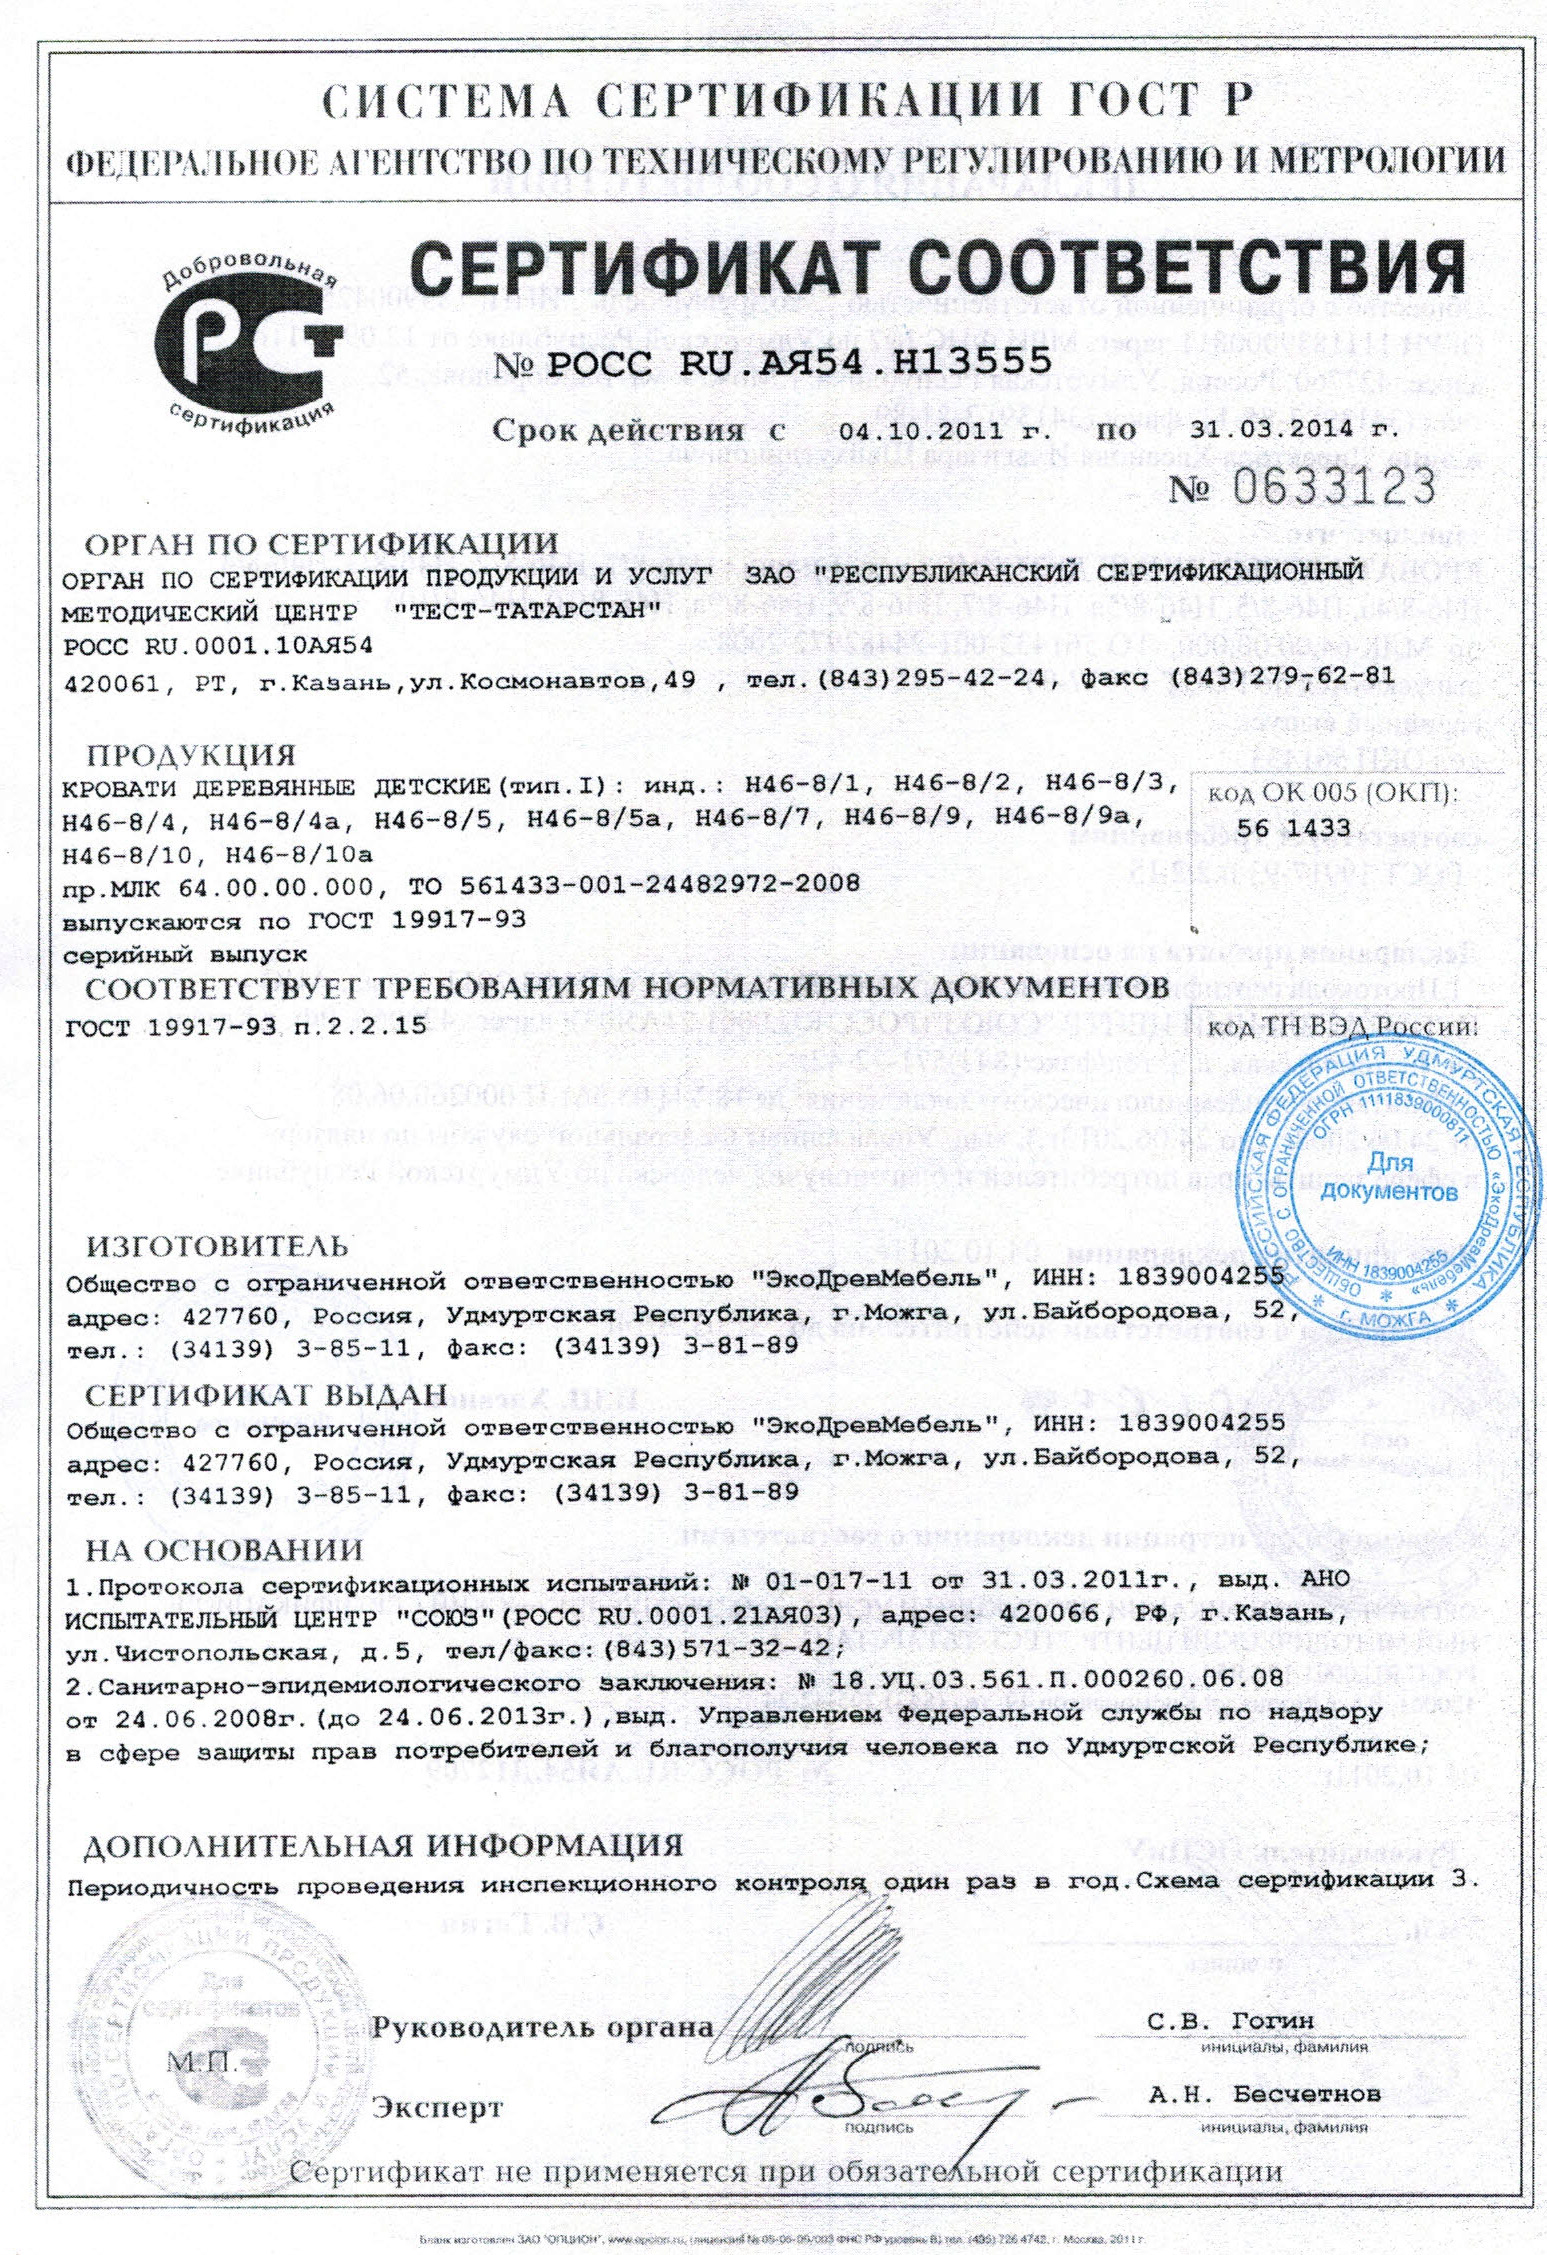 СИСТЕМА СЕРТИФИКАЦИИ ГОСТ Р
ФЕДЕРАЛЬНОЕ АГЕНТСТВО ПО ТЕХНИЧЕСКОМУ РЕГУЛИРОВАНИЮ И МЕТРОЛОГИИ
Добровольная
РСТ
сертификация
СЕРТИФИКАТ СООТВЕТСТВИЯ
№ РОСС RU.АЯ54.Н13555
Срок действия с 04.10.2011 г. по 31.03.2014 г.
№ 0633123
ОРГАН ПО СЕРТИФИКАЦИИ
ОРГАН ПО СЕРТИФИКАЦИИ ПРОДУКЦИИ И УСЛУГ ЗАО "РЕСПУБЛИКАНСКИЙ СЕРТИФИКАЦИОННЫЙ
МЕТОДИЧЕСКИЙ ЦЕНТР "ТЕСТ-ТАТАРСТАН"
РОСС RU.0001.10АЯ54
420061, РТ, г.Казань,ул.Космонавтов,49 , тел.(843)295-42-24, факс (843)279-62-81
ПРОДУКЦИЯ
КРОВАТИ ДЕРЕВЯННЫЕ ДЕТСКИЕ(тип.I): инд.: Н46-8/1, Н46-8/2, Н46-8/3,
Н46-8/4, Н46-8/4а, Н46-8/5, Н46-8/5а, Н46-8/7, Н46-8/9, Н46-8/9а,
Н46-8/10, Н46-8/10а
пр.МЛК 64.00.00.000, ТО 561433-001-24482972-2008
выпускаются по ГОСТ 19917-93
серийный выпуск
код ОК 005 (ОКП):
56 1433
СООТВЕТСТВУЕТ ТРЕБОВАНИЯМ НОРМАТИВНЫХ ДОКУМЕНТОВ
ГОСТ 19917-93 п.2.2.15
код ТН ВЭД России:
РОССИЙСКАЯ ФЕДЕРАЦИЯ УДМУРТСКАЯ РЕСПУБЛИКА * г. МОЖГА *
ОБЩЕСТВО С ОГРАНИЧЕННОЙ ОТВЕТСТВЕННОСТЬЮ «ЭкоДревМебель» *
ОГРН 1111839000811
Для
документов
ИНН 1839004255
ИЗГОТОВИТЕЛЬ
Общество с ограниченной ответственностью "ЭкоДревМебель", ИНН: 1839004255
адрес: 427760, Россия, Удмуртская Республика, г.Можга, ул.Байбородова, 52,
тел.: (34139) 3-85-11, факс: (34139) 3-81-89
СЕРТИФИКАТ ВЫДАН
Общество с ограниченной ответственностью "ЭкоДревМебель", ИНН: 1839004255
адрес: 427760, Россия, Удмуртская Республика, г.Можга, ул.Байбородова, 52,
тел.: (34139) 3-85-11, факс: (34139) 3-81-89
НА ОСНОВАНИИ
1.Протокола сертификационных испытаний: № 01-017-11 от 31.03.2011г., выд. АНО
ИСПЫТАТЕЛЬНЫЙ ЦЕНТР "СОЮЗ"(РОСС RU.0001.21АЯ03), адрес: 420066, РФ, г.Казань,
ул.Чистопольская, д.5, тел/факс:(843)571-32-42;
2.Санитарно-эпидемиологического заключения: № 18.УЦ.03.561.П.000260.06.08
от 24.06.2008г.(до 24.06.2013г.),выд. Управлением Федеральной службы по надзору
в сфере защиты прав потребителей и благополучия человека по Удмуртской Республике;
ДОПОЛНИТЕЛЬНАЯ ИНФОРМАЦИЯ
Периодичность проведения инспекционного контроля один раз в год.Схема сертификации 3.
Для
сертификатов
М.П.
Руководитель органа
подпись
С.В. Гогин
инициалы, фамилия
Эксперт
подпись
А.Н. Бесчетнов
инициалы, фамилия
Сертификат не применяется при обязательной сертификации
Бланк изготовлен ЗАО "ОПЦИОН", www.opcion.ru, (лицензия № 05-05-09/003 ФНС РФ уровень В) тел. (495) 726 4742, г. Москва, 2011 г.